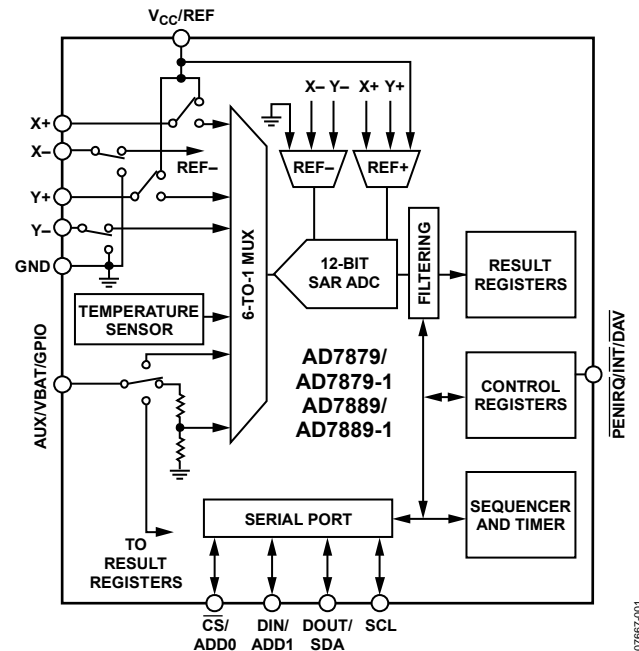 VCC/REF
X– Y– X+ Y+
X+
X–
REF–
Y+
Y–
GND
REF– REF+
6-TO-1 MUX
12-BIT
SAR ADC
FILTERING
RESULT
REGISTERS
TEMPERATURE
SENSOR
AUX/VBAT/GPIO
AD7879/
AD7879-1
AD7889/
AD7889-1
CONTROL
REGISTERS
PENIRQ/INT/DAV
SEQUENCER
AND TIMER
SERIAL PORT
TO
RESULT
REGISTERS
CS/
ADD0
DIN/
ADD1
DOUT/
SDA
SCL
07667-001